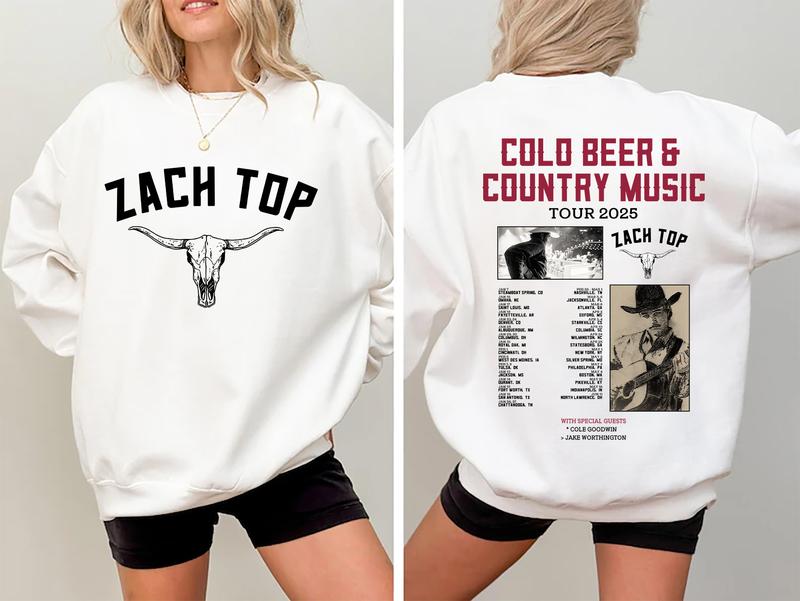 ZACH TOP
COLD BEER &
COUNTRY MUSIC
TOUR 2025
ZACH TOP
STEAMBOAT SPRING, CO
OMAHA, NE
SAINT LOUIS, MO
FAYETTEVILLE, AR
DENVER, CO
ALBUQUERQUE, NM
COLUMBUS, OH
ROYAL OAK, MI
CINCINNATI, OH
WEST DES MOINES, IA
TULSA, OK
JACKSON, MS
DURANT, OK
FORT WORTH, TX
SAN ANTONIO, TX
CHATTANOOGA, TN
NASHVILLE, TN
JACKSONVILLE, FL
ATLANTA, GA
OXFORD, MS
STARKVILLE,
COLUMBIA, SC
WILMINGTON, NC
STATESBORO, GA
NEW YORK, NY
SILVER SPRING, MD
PHILADELPHIA, PA
BOSTON, MA
PIKEVILLE, KY
INDIANAPOLIS, IN
NORTH LAWRENCE, OH
WITH SPECIAL GUESTS
* COLE GOODWIN
> JAKE WORTHINGTON